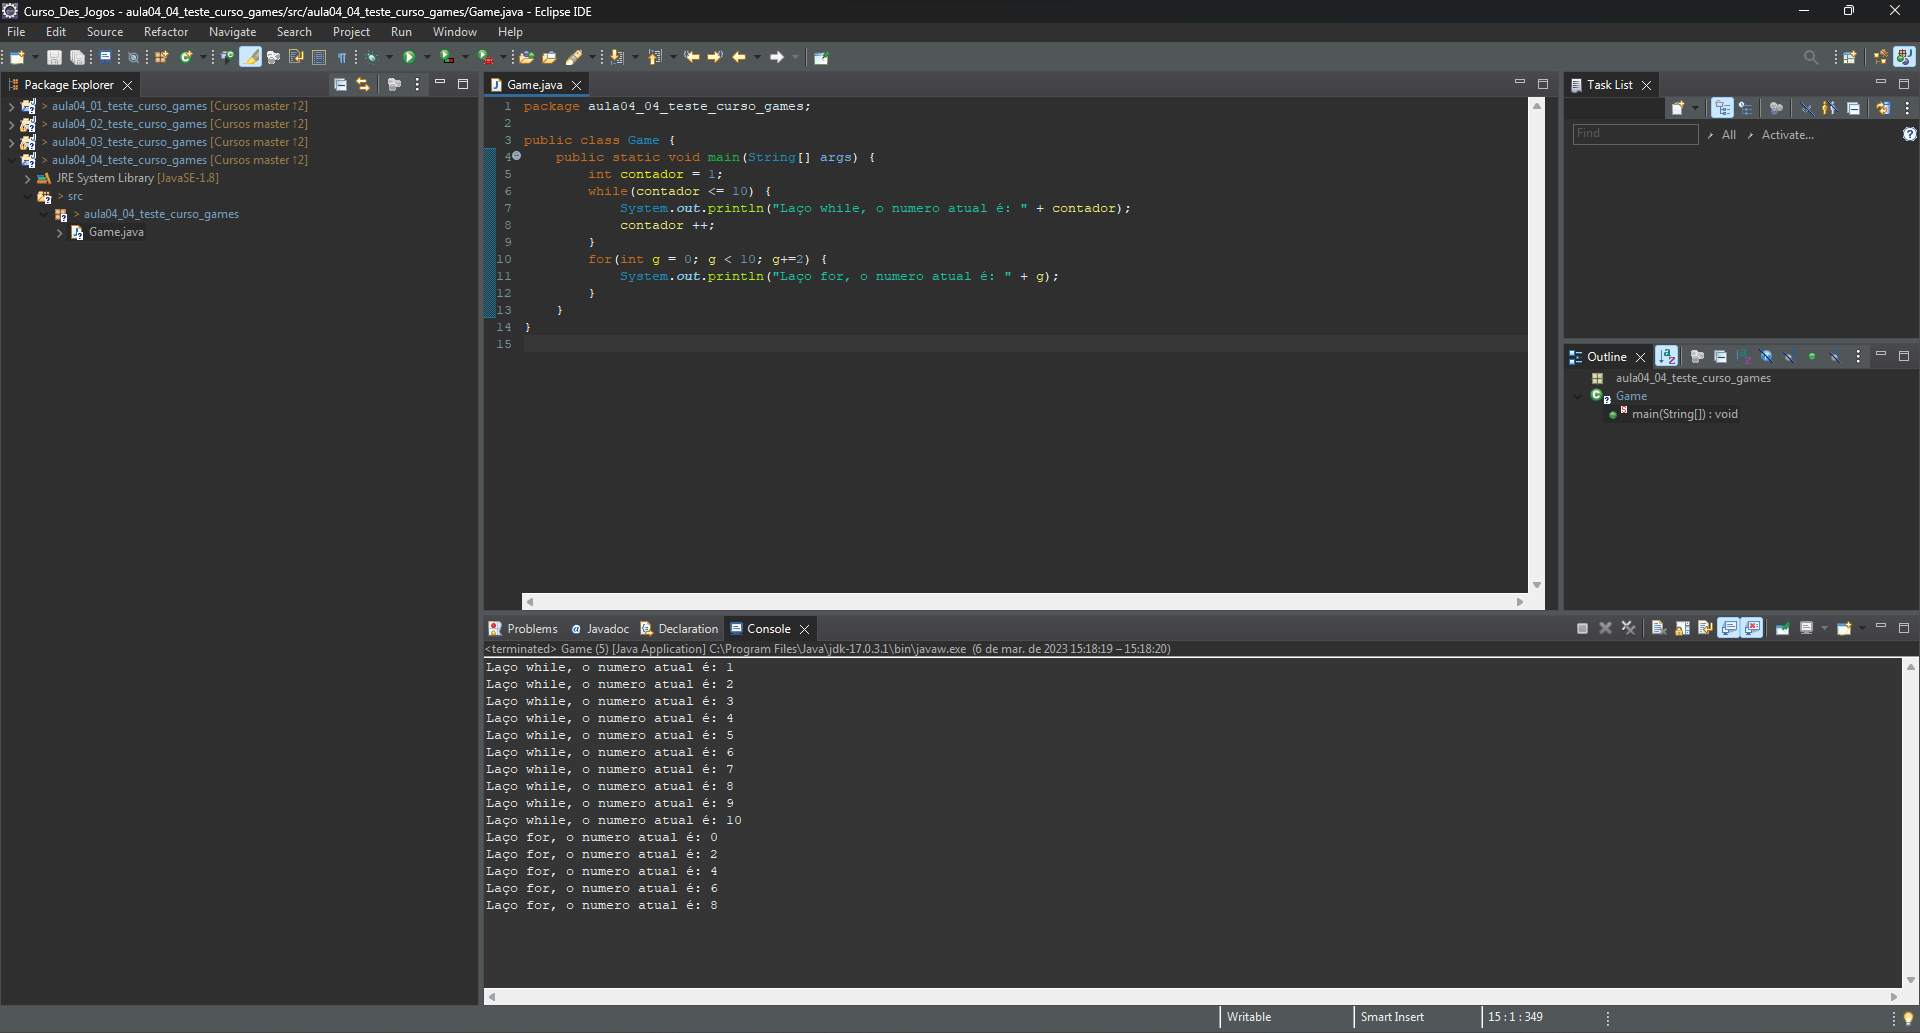 Curso_Des_Jogos - aula04_04_teste_curso_games/src/aula04_04_teste_curso_games/Game.java - Eclipse IDE
File Edit Source Refactor Navigate Search Project Run Window Help
Package Explorer
> aula04_01_teste_curso_games [Cursos master ↑2]
> aula04_02_teste_curso_games [Cursos master ↑2]
> aula04_03_teste_curso_games [Cursos master ↑2]
> aula04_04_teste_curso_games [Cursos master ↑2]
JRE System Library [JavaSE-1.8]
> src
> aula04_04_teste_curso_games
Game.java
Game.java
1 package aula04_04_teste_curso_games;
2
3 public class Game {
4 public static void main(String[] args) {
5 int contador = 1;
6 while(contador <= 10) {
7 System.out.println("Laço while, o numero atual é: " + contador);
8 contador ++;
9 }
10 for(int g = 0; g < 10; g+=2) {
11 System.out.println("Laço for, o numero atual é: " + g);
12 }
13 }
14 }
15
Task List
Find
All
Activate...
Outline
aula04_04_teste_curso_games
Game
main(String[]) : void
Problems @ Javadoc Declaration Console
<terminated> Game (5) [Java Application] C:\Program Files\Java\jdk-17.0.3.1\bin\javaw.exe (6 de mar. de 2023 15:18:19 – 15:18:20)
Laço while, o numero atual é: 1
Laço while, o numero atual é: 2
Laço while, o numero atual é: 3
Laço while, o numero atual é: 4
Laço while, o numero atual é: 5
Laço while, o numero atual é: 6
Laço while, o numero atual é: 7
Laço while, o numero atual é: 8
Laço while, o numero atual é: 9
Laço while, o numero atual é: 10
Laço for, o numero atual é: 0
Laço for, o numero atual é: 2
Laço for, o numero atual é: 4
Laço for, o numero atual é: 6
Laço for, o numero atual é: 8
Writable
Smart Insert
15 : 1 : 349